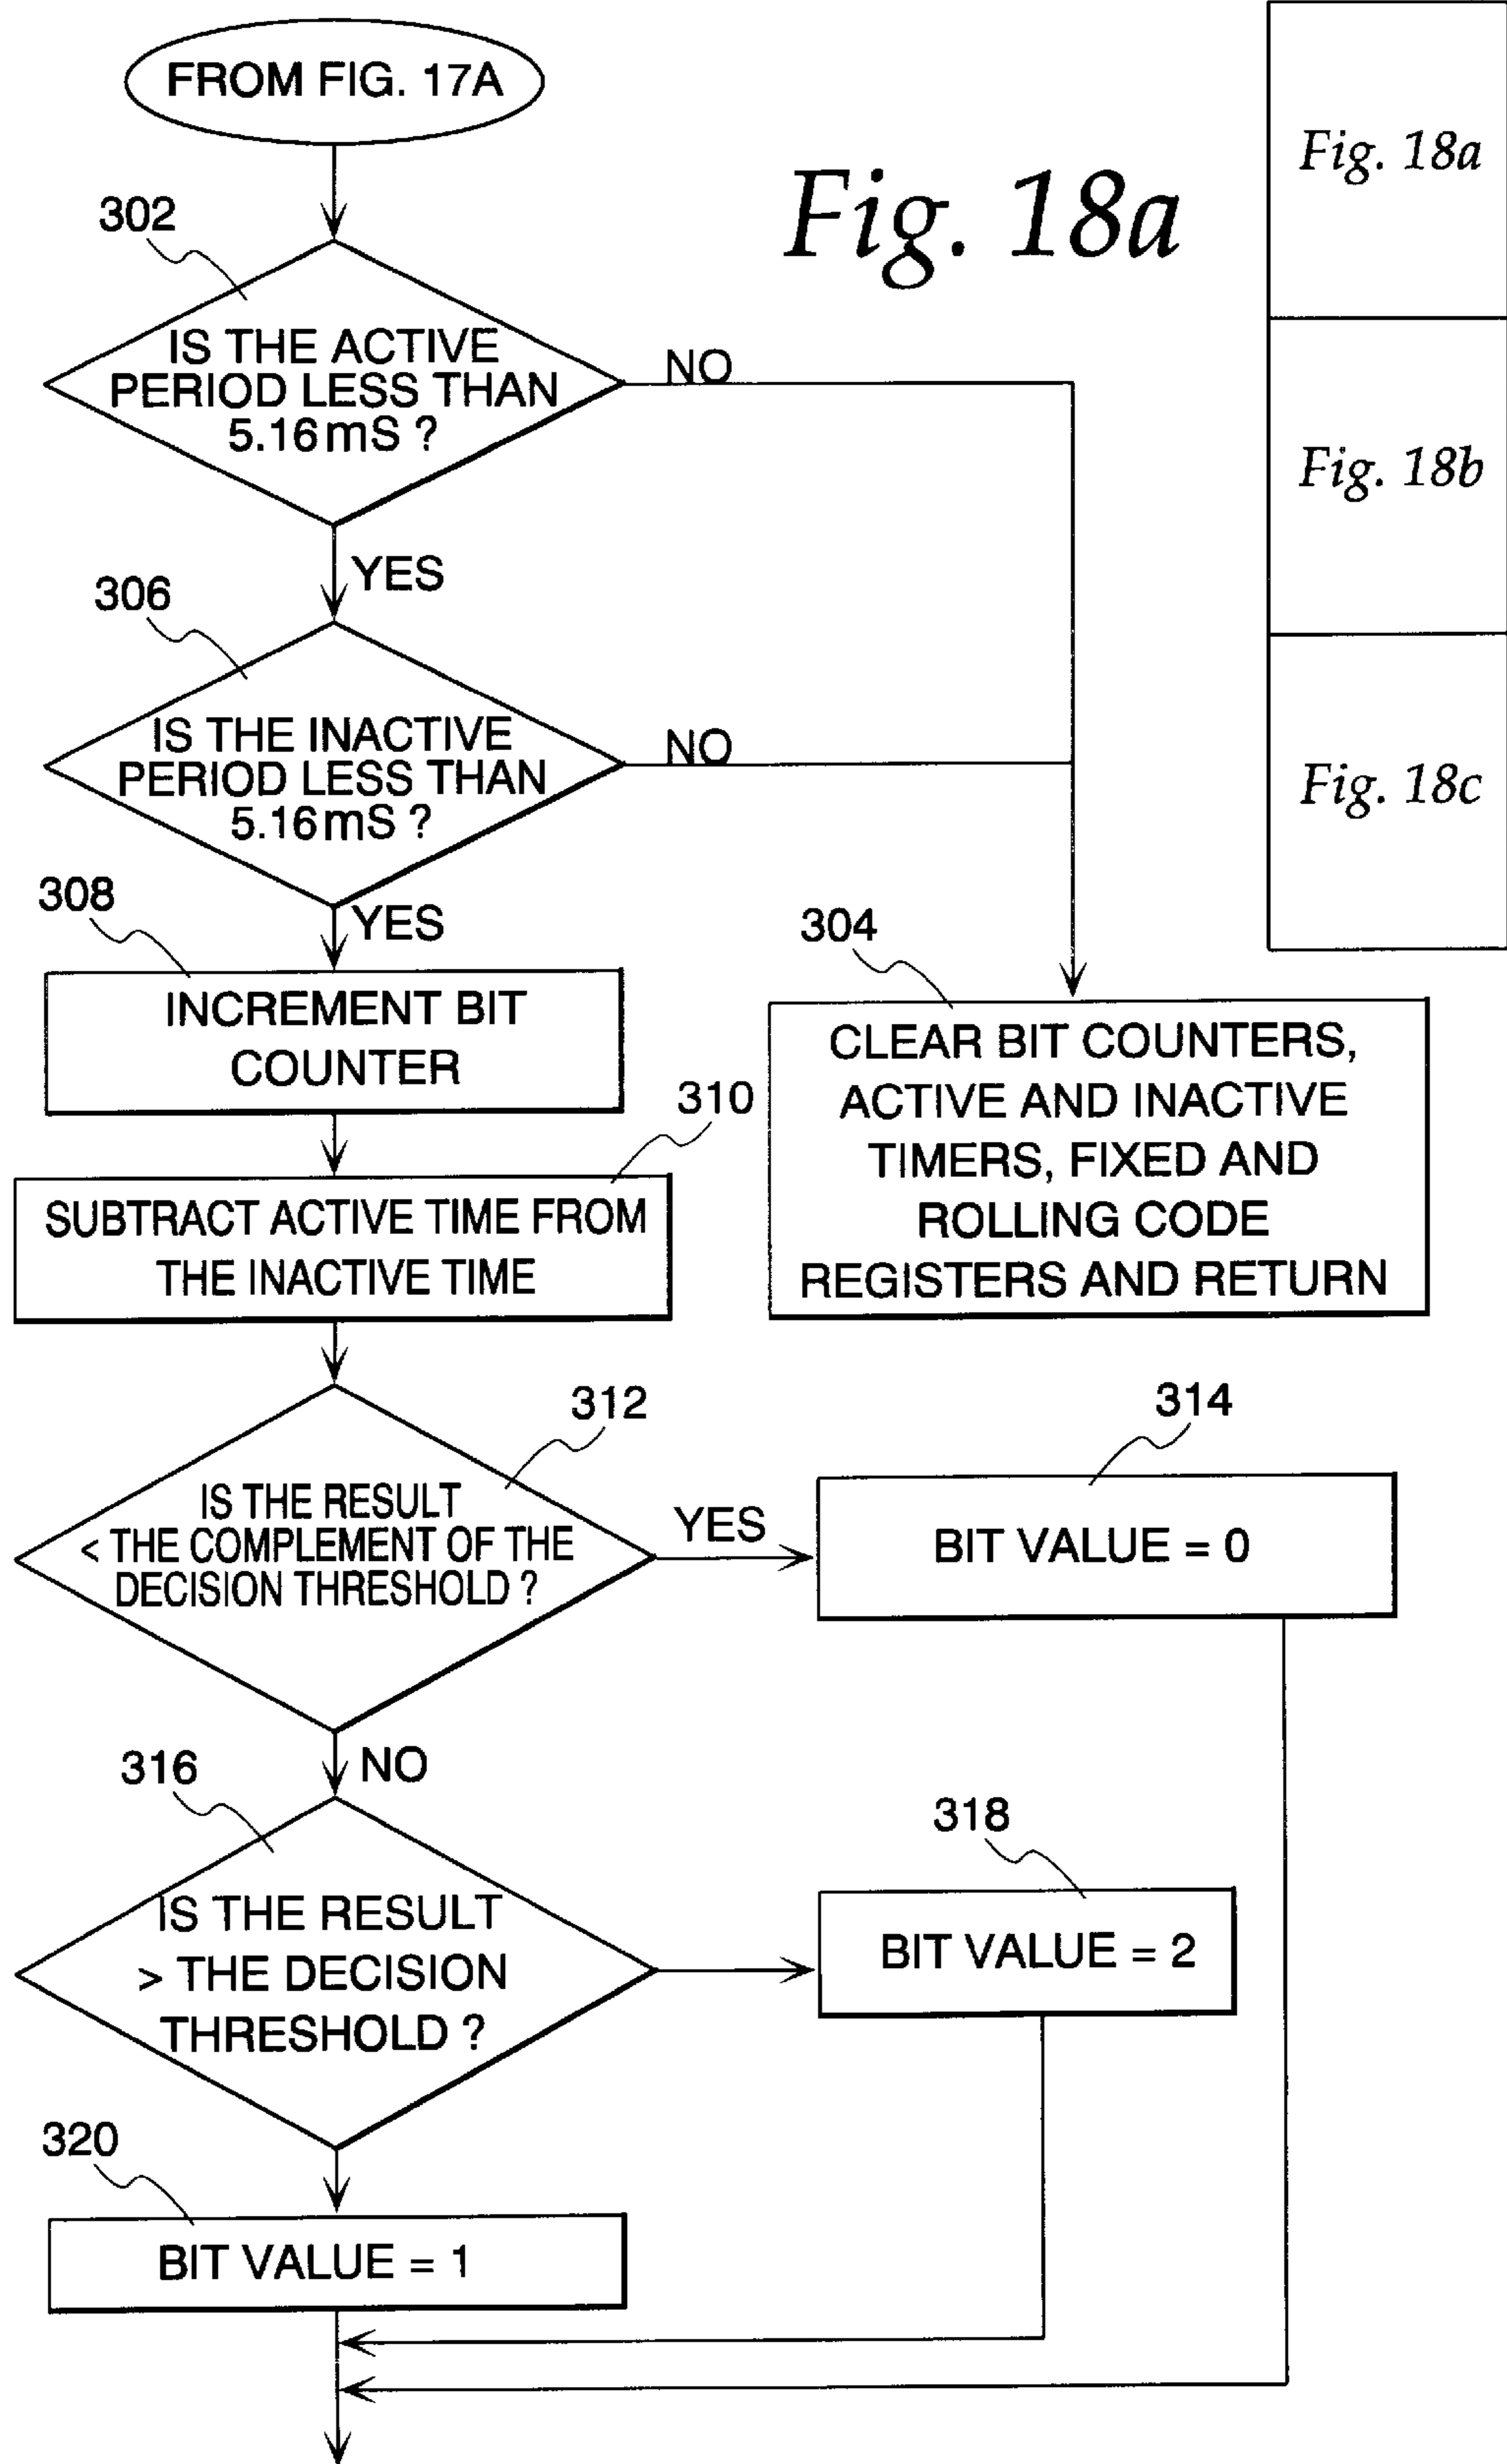 FROM FIG. 17A
Fig. 18a
Fig. 18a
Fig. 18b
Fig. 18c
302
IS THE ACTIVE
PERIOD LESS THAN
5.16mS ?
NO
YES
306
IS THE INACTIVE
PERIOD LESS THAN
5.16mS ?
NO
YES
308
INCREMENT BIT
COUNTER
304
CLEAR BIT COUNTERS,
ACTIVE AND INACTIVE
TIMERS, FIXED AND
ROLLING CODE
REGISTERS AND RETURN
310
SUBTRACT ACTIVE TIME FROM
THE INACTIVE TIME
312
IS THE RESULT
< THE COMPLEMENT OF THE
DECISION THRESHOLD ?
YES
314
BIT VALUE = 0
NO
316
IS THE RESULT
> THE DECISION
THRESHOLD ?
318
BIT VALUE = 2
320
BIT VALUE = 1